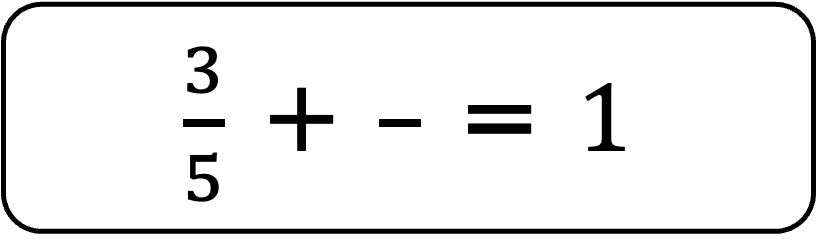 3/5 + – = 1